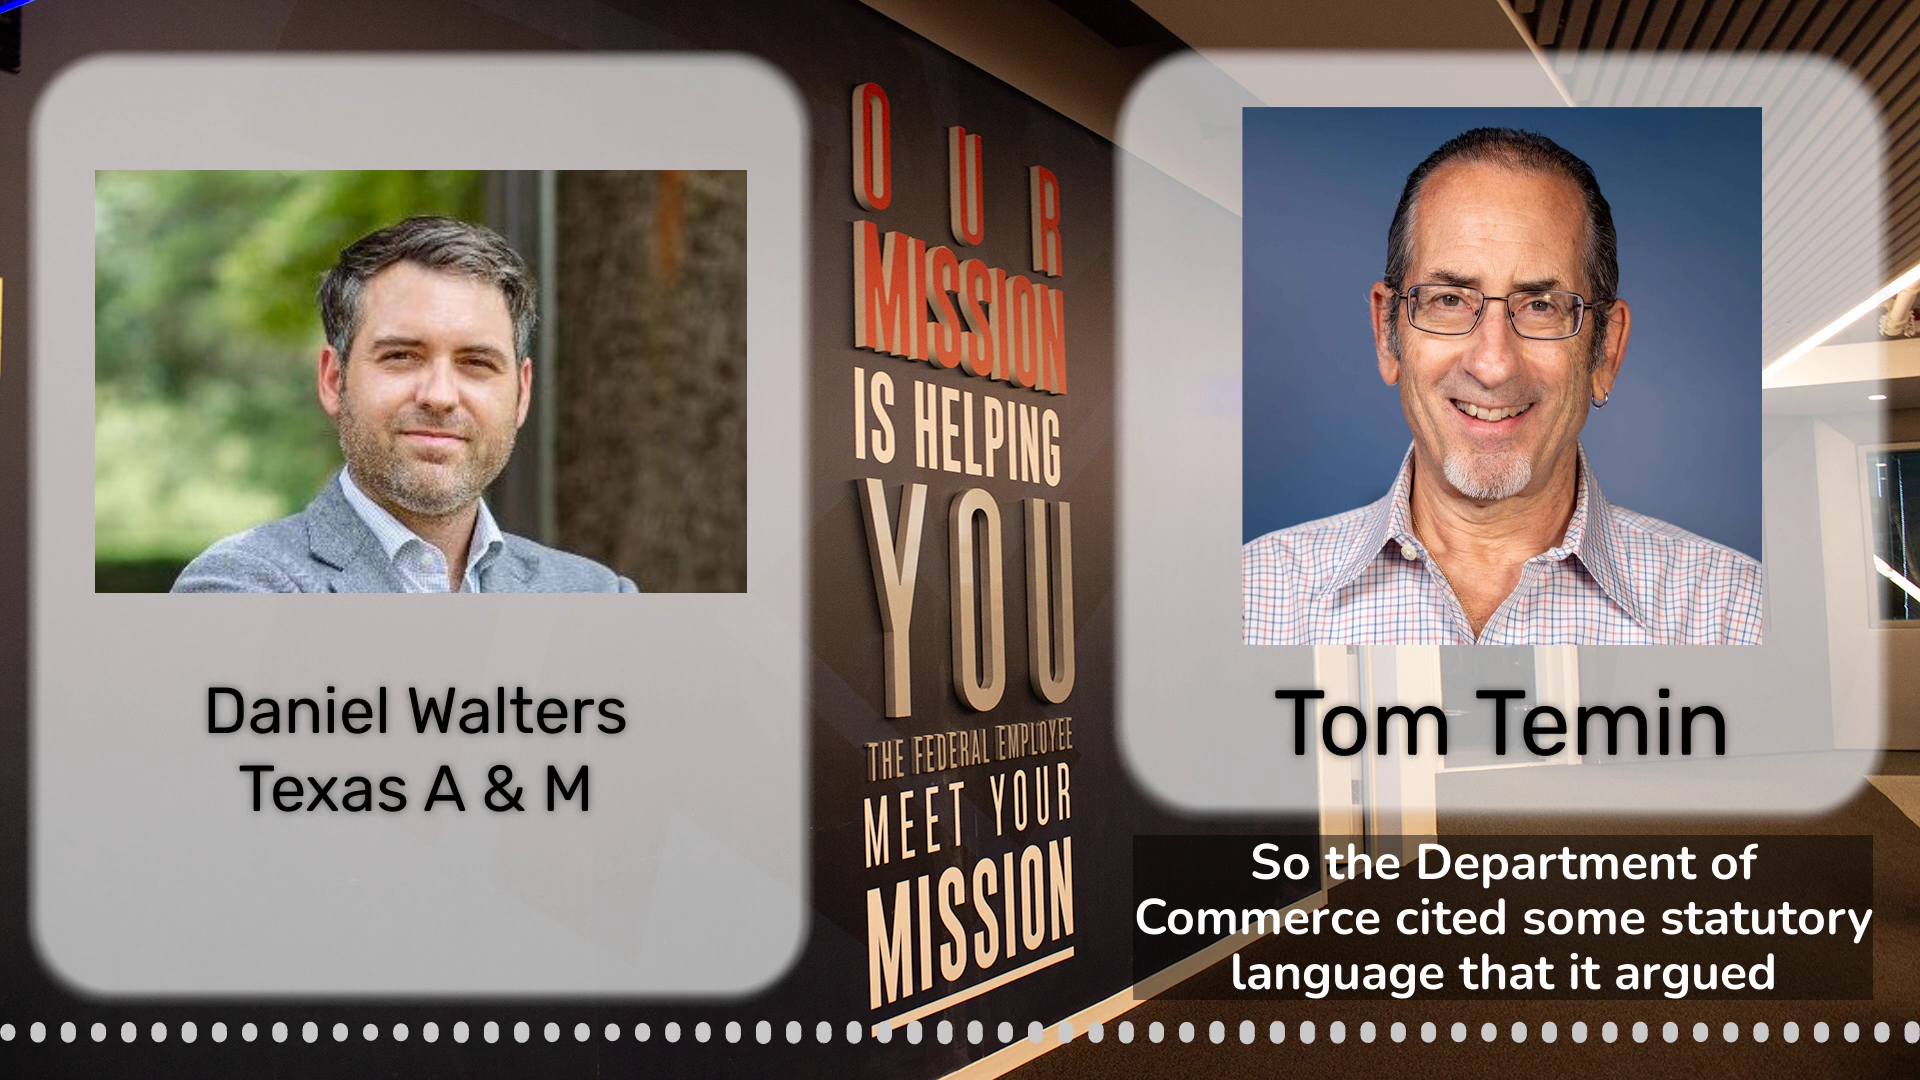 Daniel Walters
Texas A & M
OUR
MISSION
IS HELPING
YOU
THE FEDERAL EMPLOYEE
MEET YOUR
MISSION
Tom Temin
So the Department of
Commerce cited some statutory
language that it argued